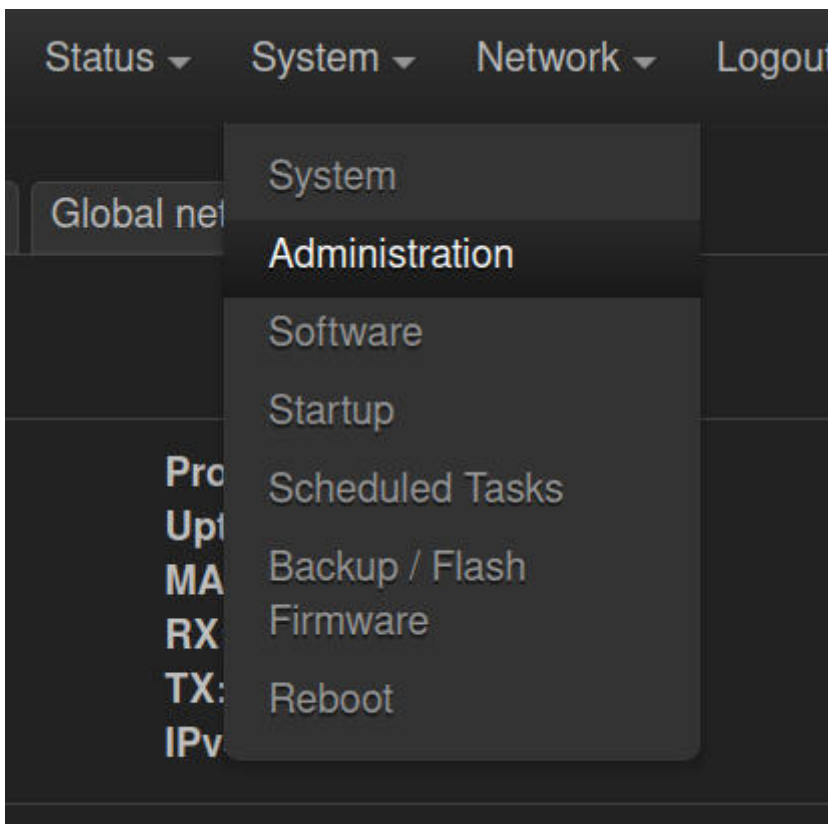 Status System Network Logout
System
Global net
Administration
Software
Startup
Pro
Scheduled Tasks
Upt
Backup / Flash
MA
Firmware
RX
TX:
Reboot
IPv